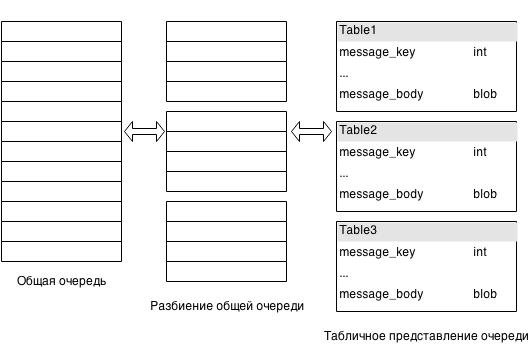 Table1
message_key int
...
message_body blob
Table2
message_key int
...
message_body blob
Table3
message_key int
...
message_body blob
Общая очередь
Разбиение общей очереди
Табличное представление очереди